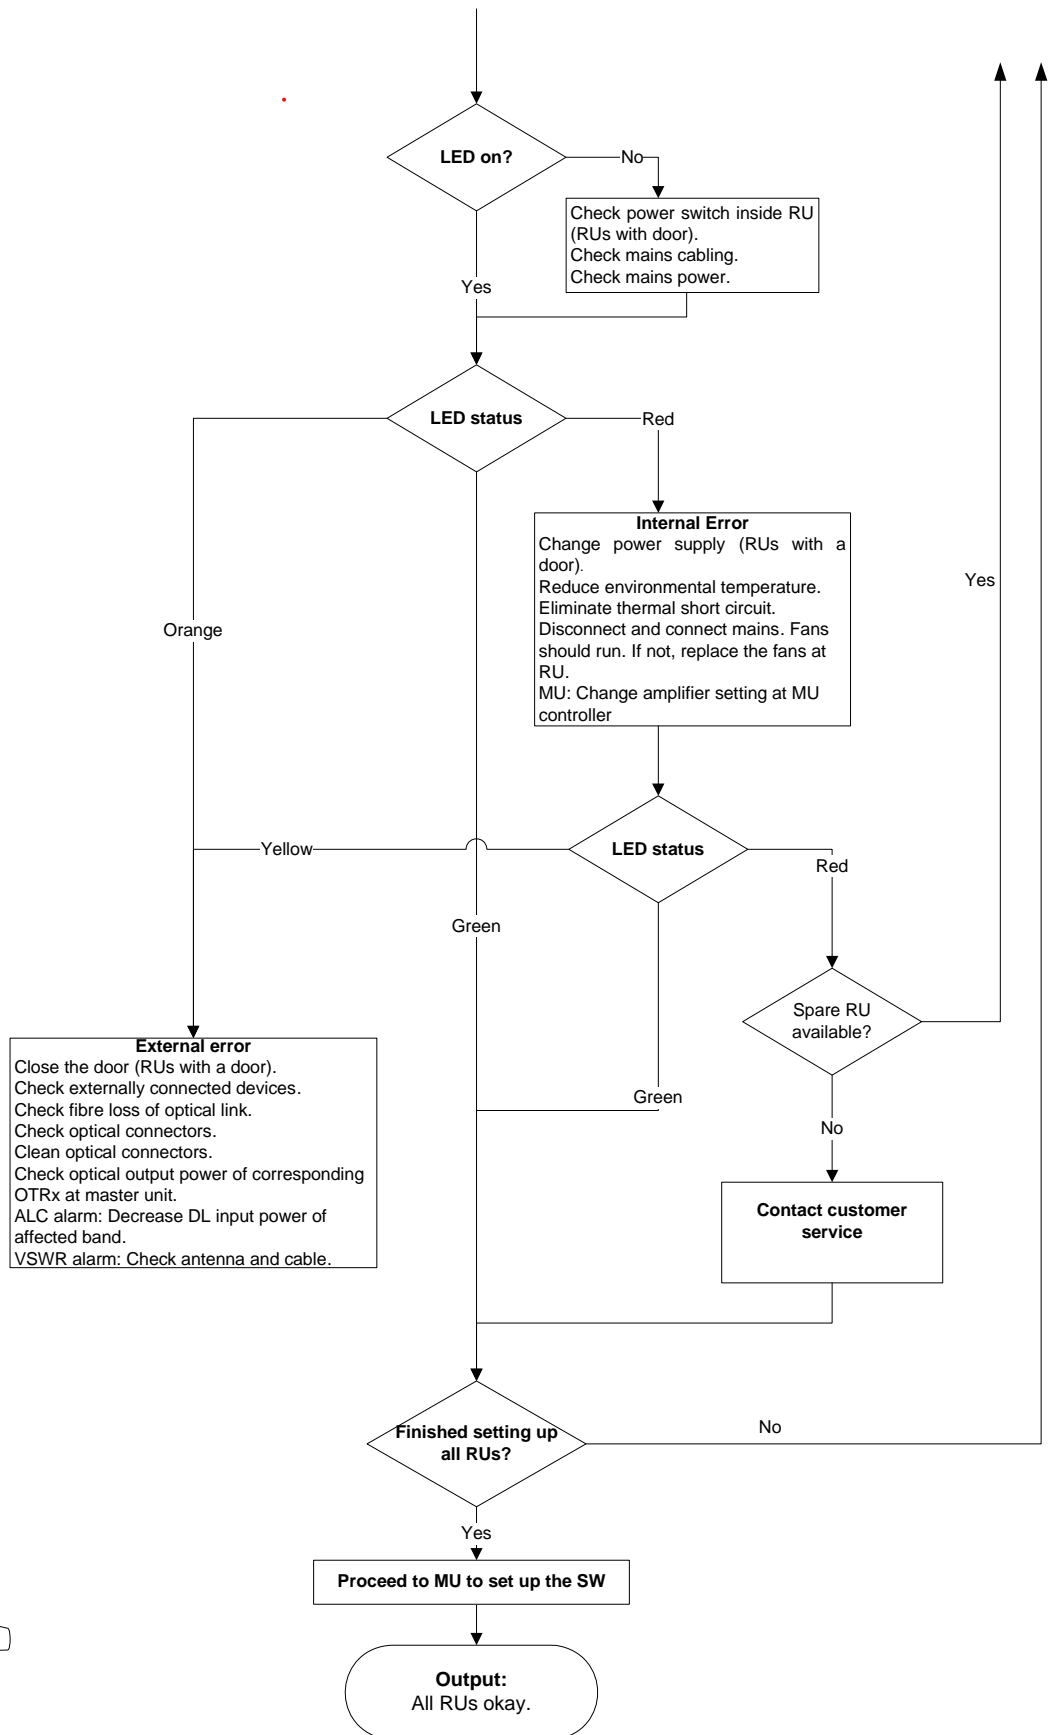 LED on?
No
Check power switch inside RU
(RUs with door).
Check mains cabling.
Check mains power.
Yes
LED status
Red
Internal Error
Change power supply (RUs with a
door).
Reduce environmental temperature.
Eliminate thermal short circuit.
Disconnect and connect mains. Fans
should run. If not, replace the fans at
RU.
MU: Change amplifier setting at MU
controller
Yes
Orange
Yellow
LED status
Red
Green
Spare RU
available?
External error
Close the door (RUs with a door).
Check externally connected devices.
Check fibre loss of optical link.
Check optical connectors.
Clean optical connectors.
Check optical output power of corresponding
OTRx at master unit.
ALC alarm: Decrease DL input power of
affected band.
VSWR alarm: Check antenna and cable.
Green
No
Contact customer
service
Finished setting up
all RUs?
No
Yes
Proceed to MU to set up the SW
Output:
All RUs okay.